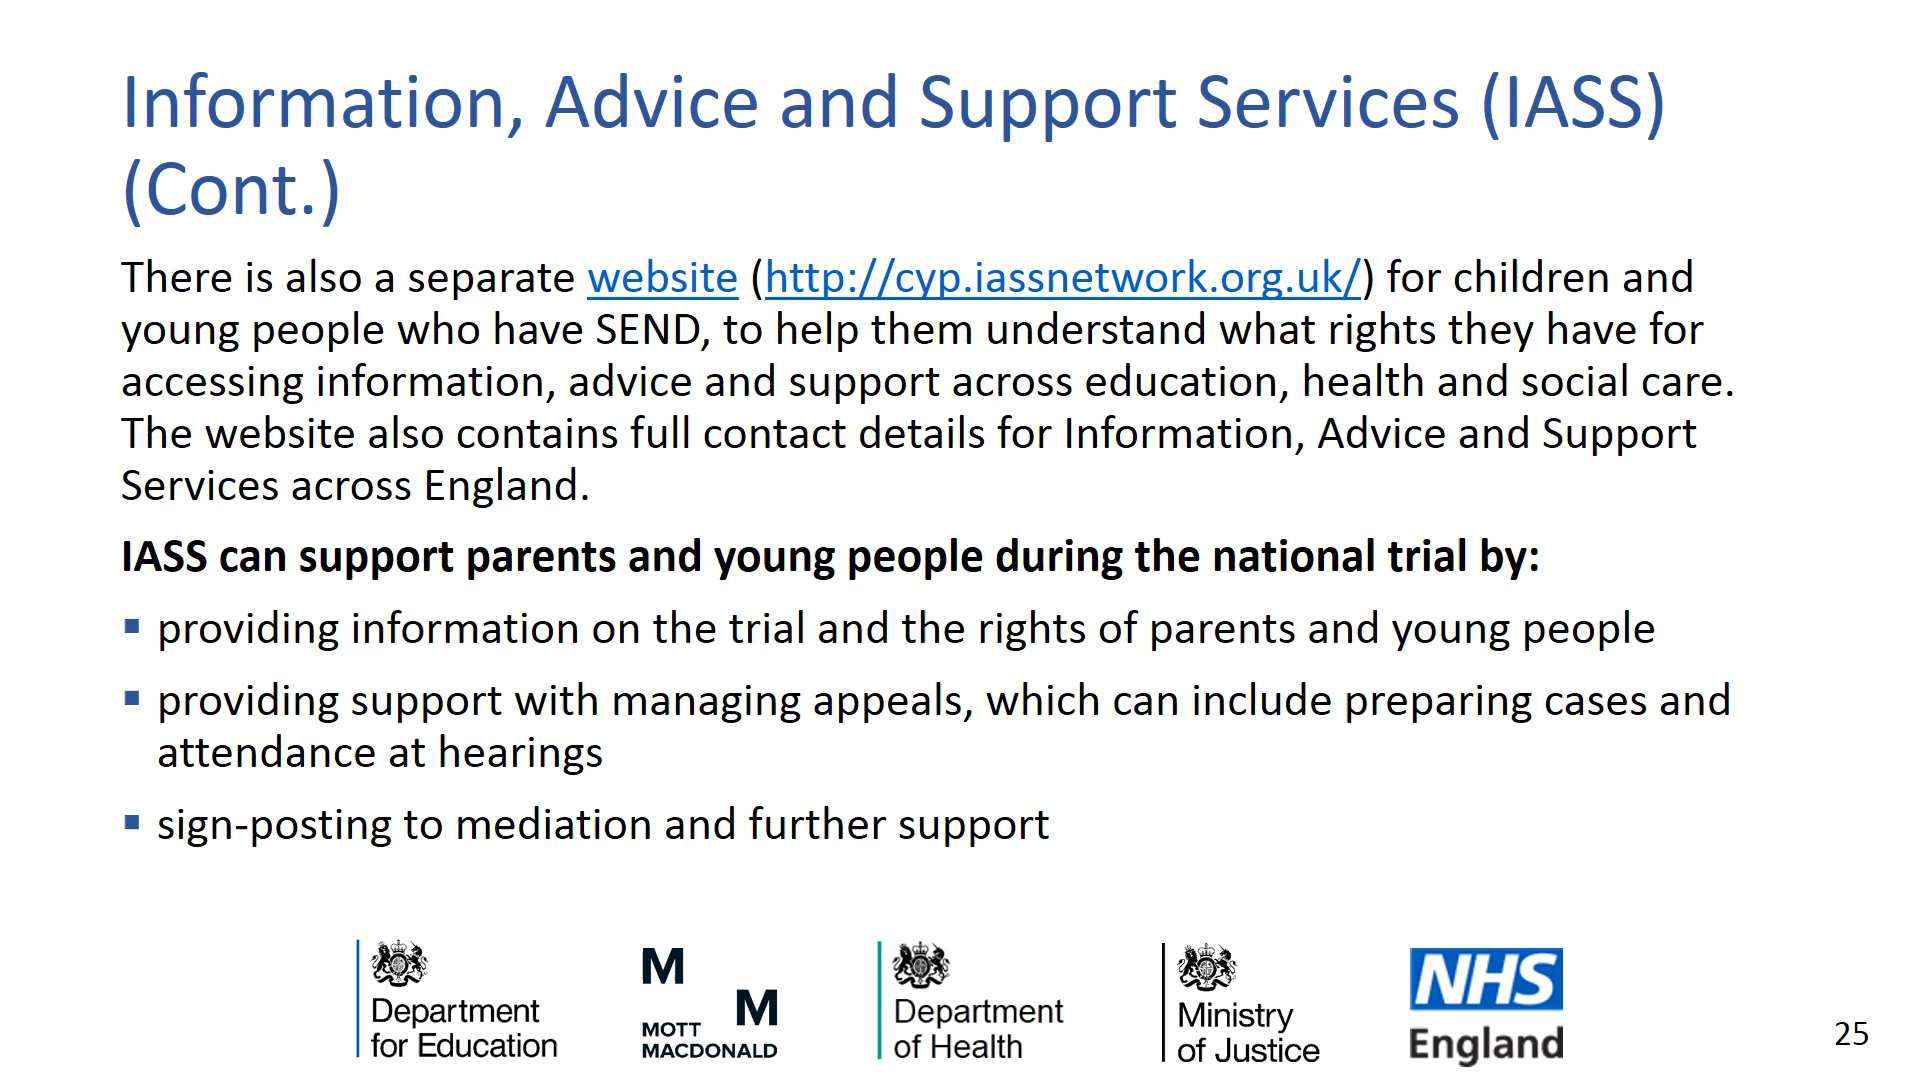 Information, Advice and Support Services (IASS)
(Cont.)
There is also a separate website (http://cyp.iassnetwork.org.uk/) for children and
young people who have SEND, to help them understand what rights they have for
accessing information, advice and support across education, health and social care.
The website also contains full contact details for Information, Advice and Support
Services across England.
IASS can support parents and young people during the national trial by:
▪ providing information on the trial and the rights of parents and young people
▪ providing support with managing appeals, which can include preparing cases and
attendance at hearings
▪ sign-posting to mediation and further support
Department
for Education
M
M
MOTT
MACDONALD
Department
of Health
Ministry
of Justice
NHS
England
25